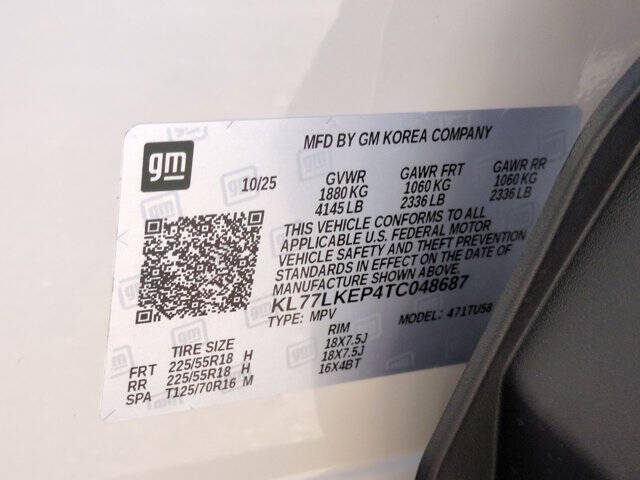 gm
MFD BY GM KOREA COMPANY
10/25 GVWR GAWR FRT GAWR RR
1880 KG 1060 KG 1060 KG
4145 LB 2336 LB 2336 LB
THIS VEHICLE CONFORMS TO ALL
APPLICABLE U.S. FEDERAL MOTOR
VEHICLE SAFETY AND THEFT PREVENTION
STANDARDS IN EFFECT ON THE DATE OF
MANUFACTURE SHOWN ABOVE.
KL77LKEP4TC048687
TYPE: MPV MODEL: 471TU58
TIRE SIZE RIM
FRT 225/55R18 H 18X7.5J
RR 225/55R18 H 18X7.5J
SPA T125/70R16 M 16X4BT